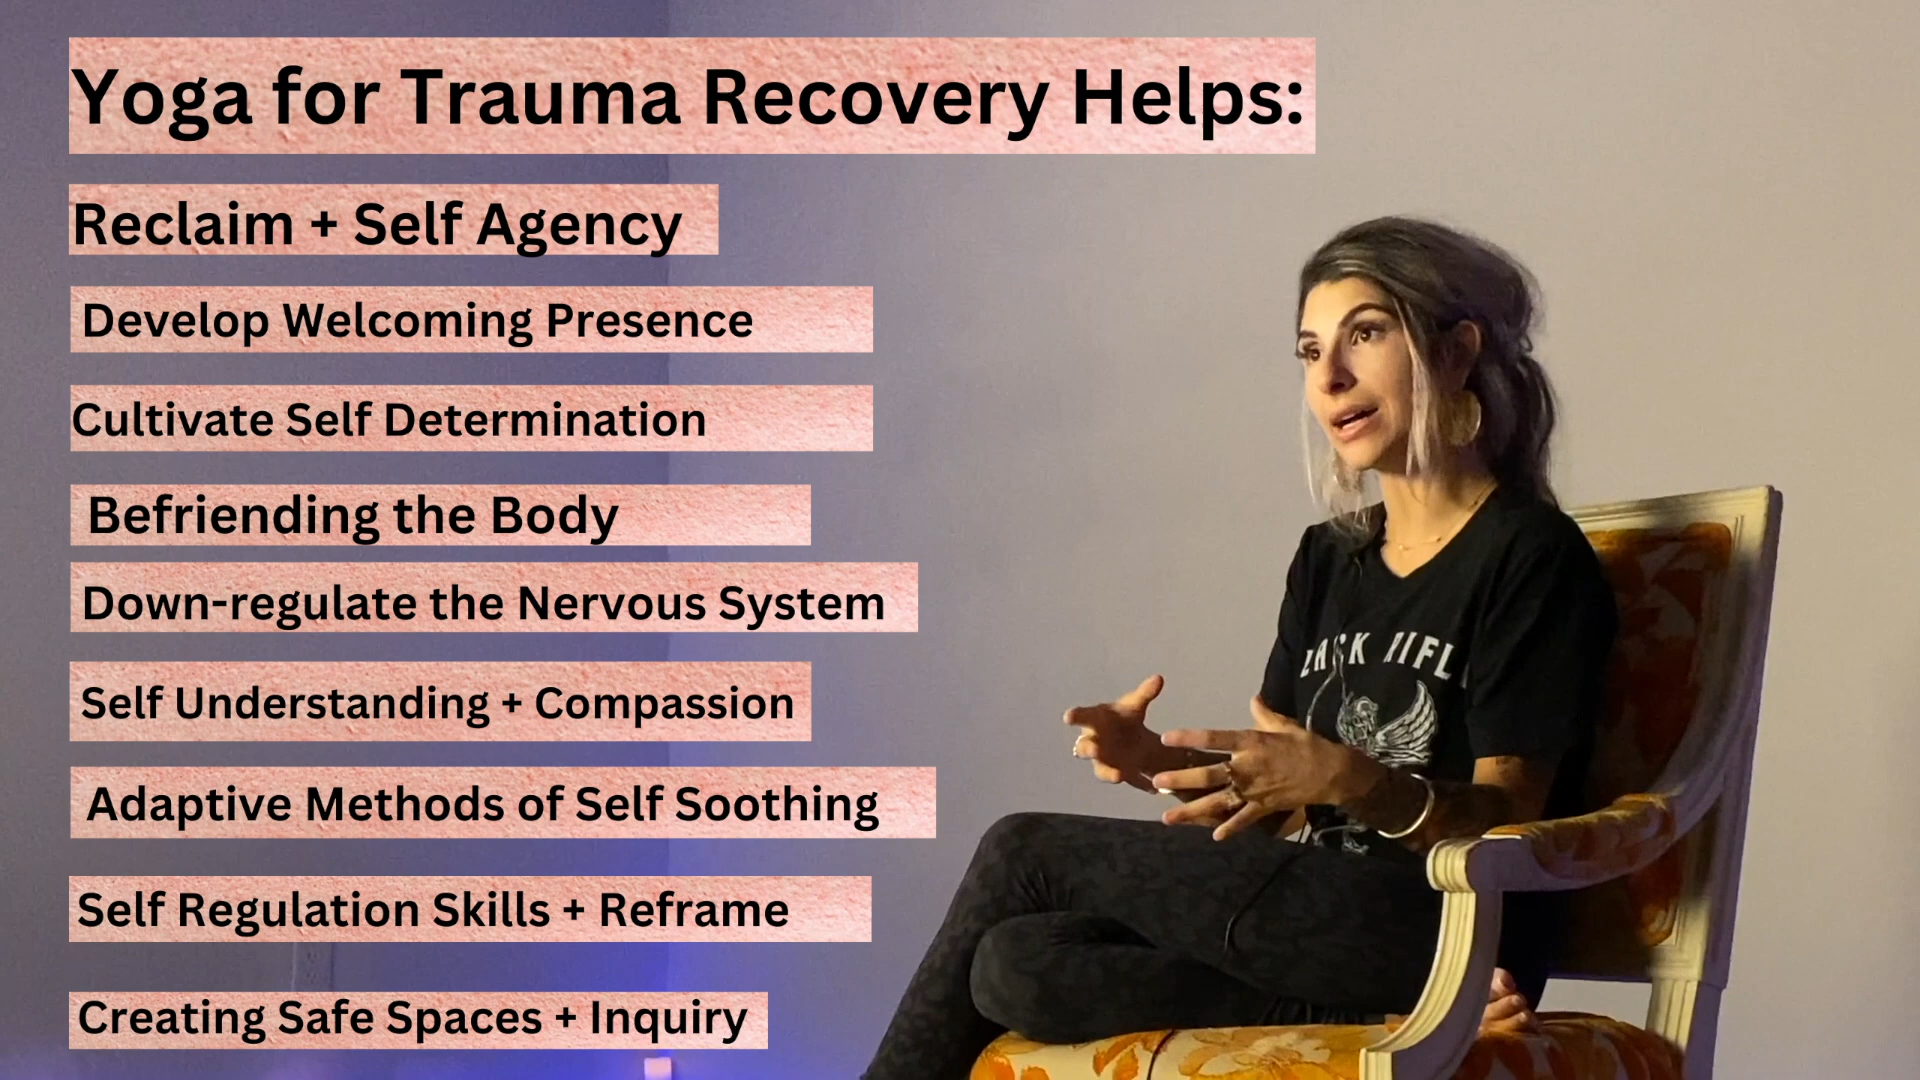 Yoga for Trauma Recovery Helps:
Reclaim + Self Agency
Develop Welcoming Presence
Cultivate Self Determination
Befriending the Body
Down-regulate the Nervous System
Self Understanding + Compassion
Adaptive Methods of Self Soothing
Self Regulation Skills + Reframe
Creating Safe Spaces + Inquiry